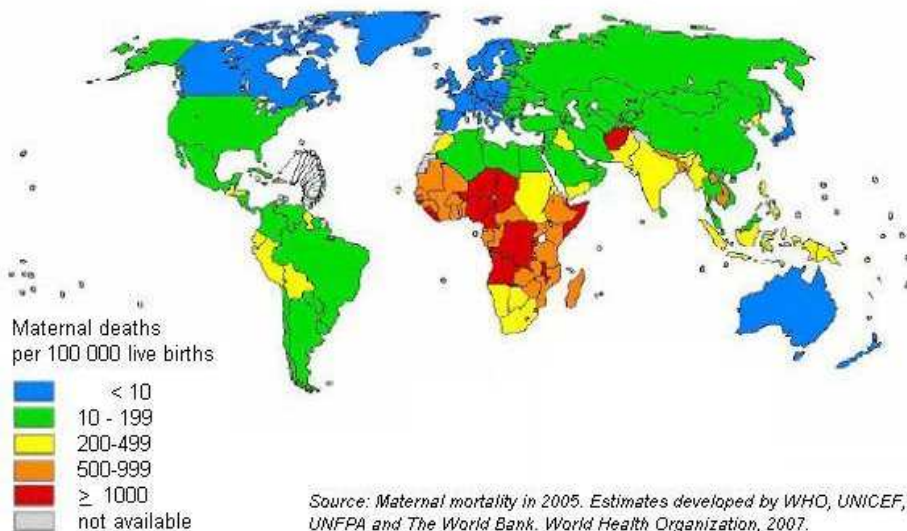 Maternal deaths
per 100 000 live births
< 10
10 - 199
200-499
500-999
≥ 1000
not available
Source: Maternal mortality in 2005. Estimates developed by WHO, UNICEF,
UNFPA and The World Bank. World Health Organization, 2007.